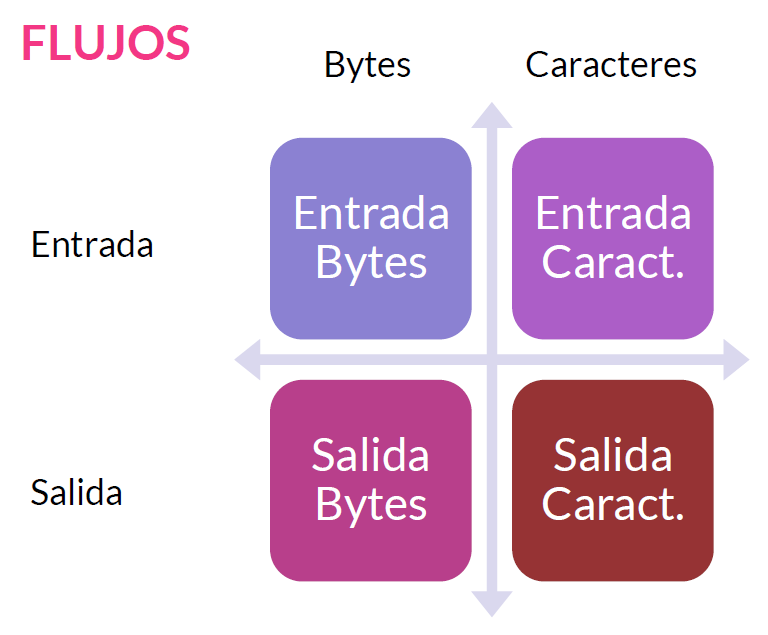 FLUJOS
Bytes
Caracteres
Entrada
Entrada
Bytes
Entrada
Caract.
Salida
Salida
Bytes
Salida
Caract.